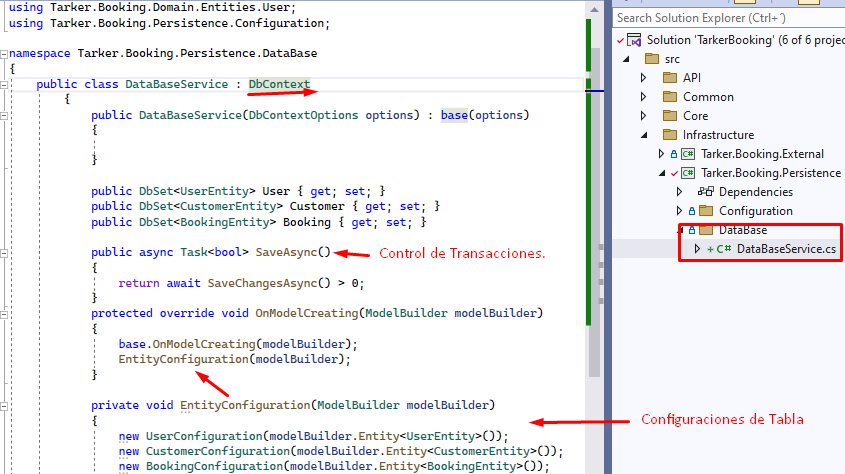 using Tarker.Booking.Domain.Entities.User;
using Tarker.Booking.Persistence.Configuration;
namespace Tarker.Booking.Persistence.DataBase
{
public class DataBaseService : DbContext
{
public DataBaseService(DbContextOptions options) : base(options)
{
}
public DbSet<UserEntity> User { get; set; }
public DbSet<CustomerEntity> Customer { get; set; }
public DbSet<BookingEntity> Booking { get; set; }
public async Task<bool> SaveAsync()
Control de Transacciones.
{
return await SaveChangesAsync() > 0;
}
protected override void OnModelCreating(ModelBuilder modelBuilder)
{
base.OnModelCreating(modelBuilder);
EntityConfiguration(modelBuilder);
}
private void EntityConfiguration(ModelBuilder modelBuilder)
Configuraciones de Tabla
{
new UserConfiguration(modelBuilder.Entity<UserEntity>());
new CustomerConfiguration(modelBuilder.Entity<CustomerEntity>());
new BookingConfiguration(modelBuilder.Entity<BookingEntity>());
Search Solution Explorer (Ctrl+´)
Solution 'TarkerBooking' (6 of 6 proje
src
API
Common
Core
Infrastructure
C# Tarker.Booking.External
C# Tarker.Booking.Persistence
Dependencies
Configuration
DataBase
+ C# DataBaseService.cs